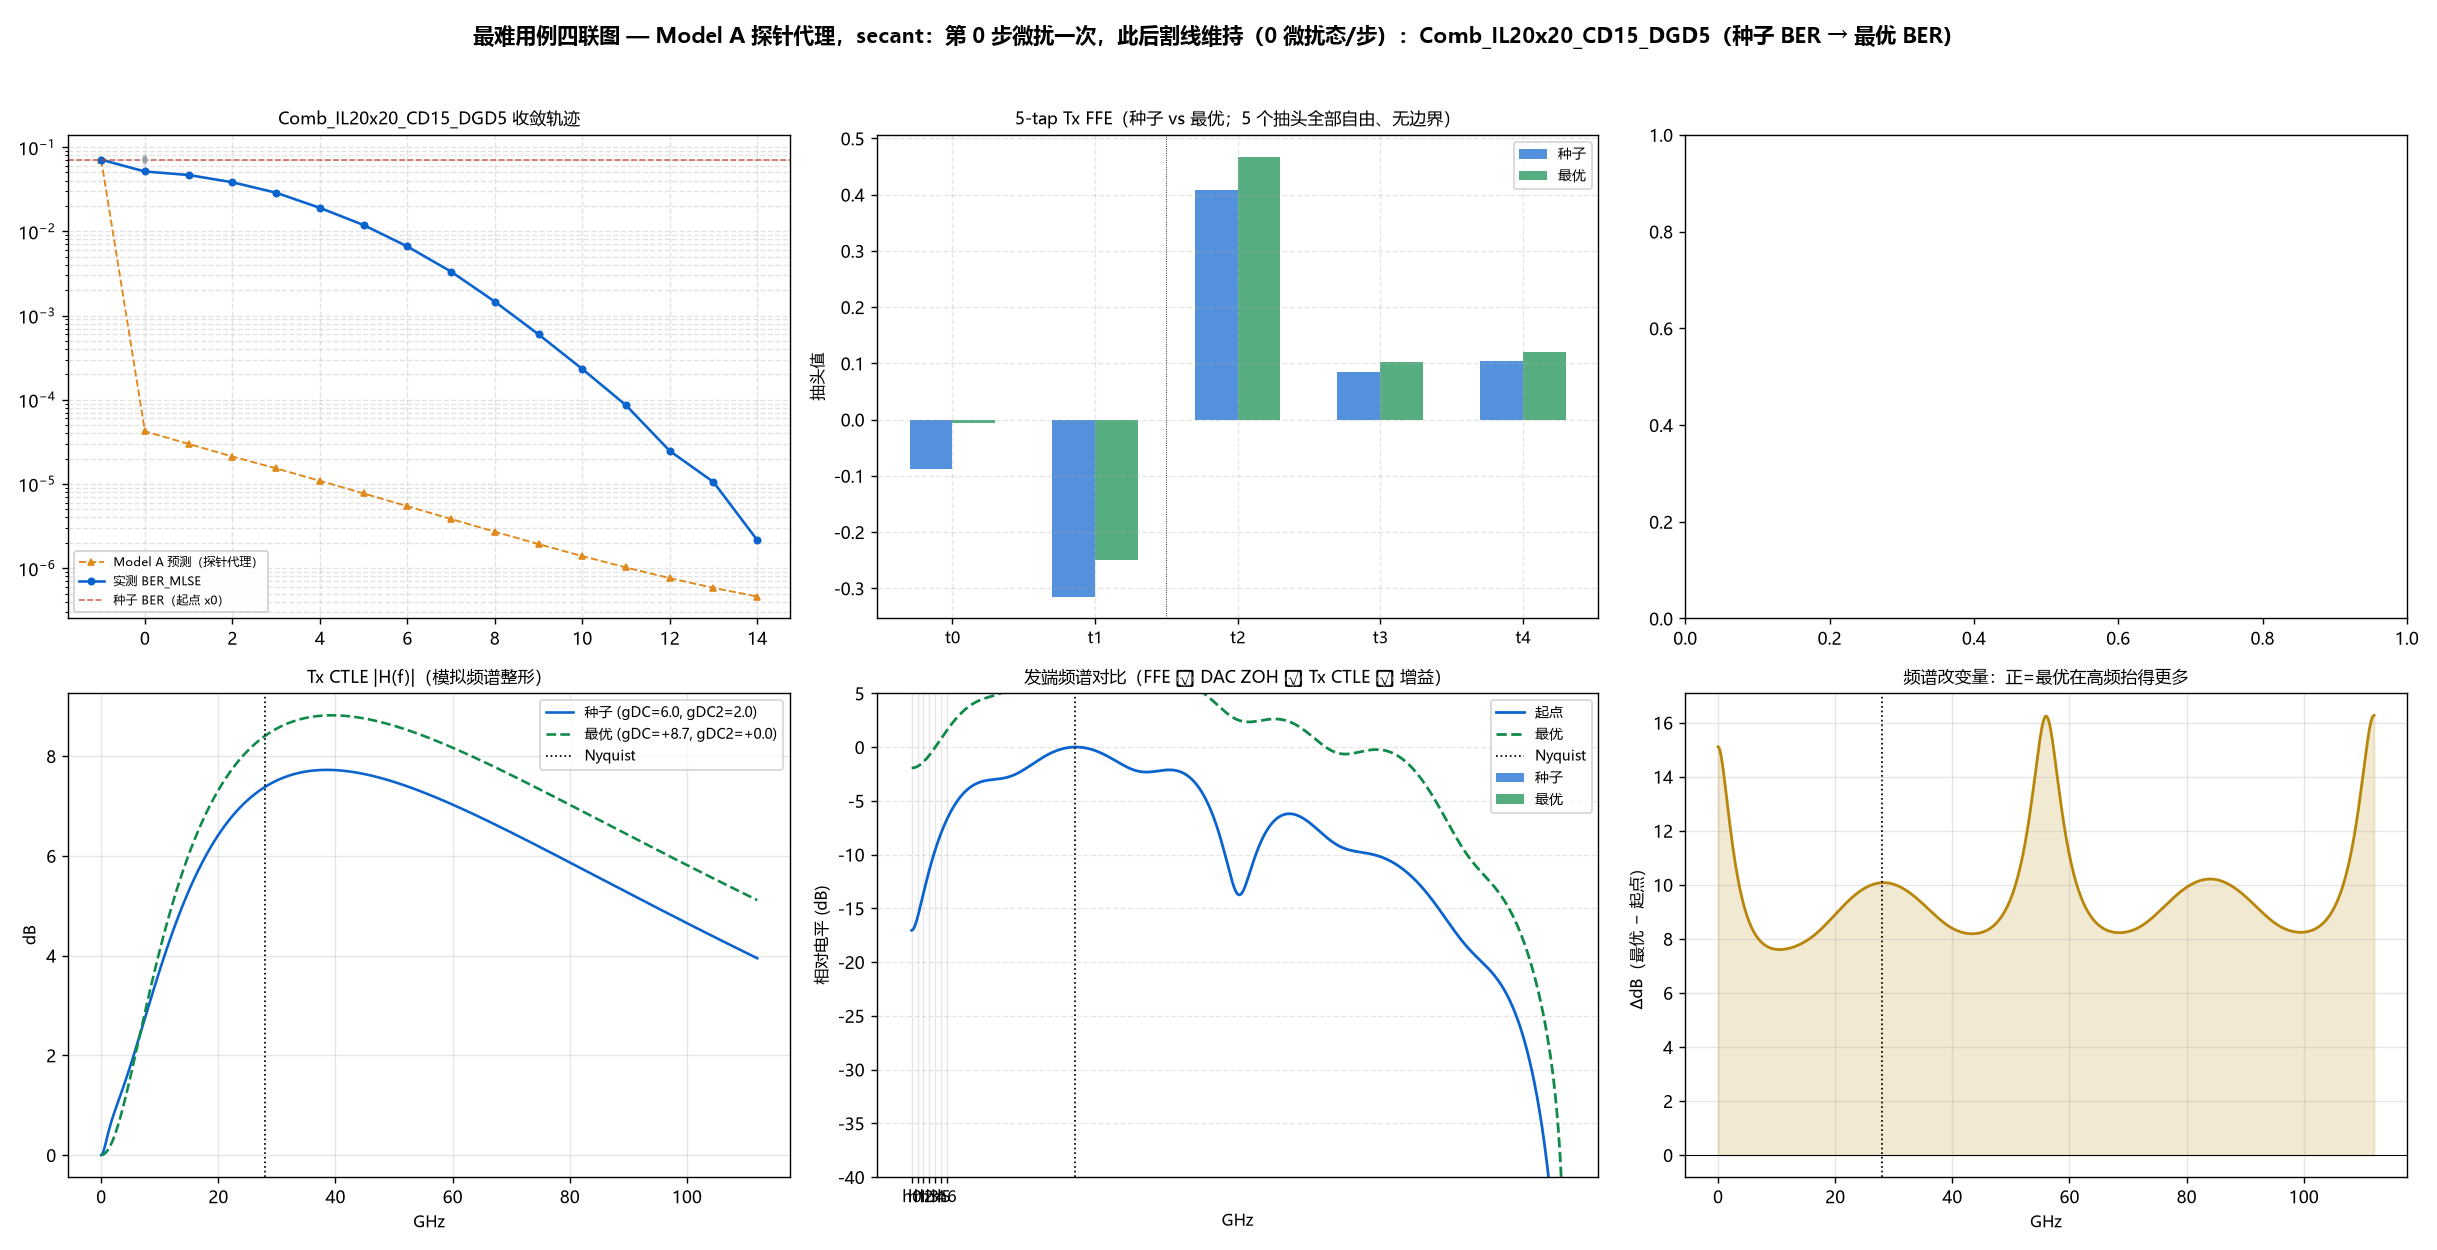 最难用例四联图 — Model A 探针代理，secant：第 0 步微扰一次，此后割线维持（0 微扰态/步）：Comb_IL20x20_CD15_DGD5（种子 BER → 最优 BER）
Comb_IL20x20_CD15_DGD5 收敛轨迹
10⁻¹
10⁻²
10⁻³
10⁻⁴
10⁻⁵
10⁻⁶
Model A 预测（探针代理）
实测 BER_MLSE
种子 BER（起点 x0）
0 2 4 6 8 10 12 14
5-tap Tx FFE（种子 vs 最优；5 个抽头全部自由、无边界）
抽头值
0.5
0.4
0.3
0.2
0.1
0.0
-0.1
-0.2
-0.3
种子
最优
t0 t1 t2 t3 t4
1.0
0.8
0.6
0.4
0.2
0.0
0.0 0.2 0.4 0.6 0.8 1.0
Tx CTLE |H(f)|（模拟频谱整形）
dB
8
6
4
2
0
种子 (gDC=6.0, gDC2=2.0)
最优 (gDC=+8.7, gDC2=+0.0)
Nyquist
0 20 40 60 80 100
GHz
发端频谱对比（FFE DAC ZOH Tx CTLE 增益）
相对电平 (dB)
5
0
-5
-10
-15
-20
-25
-30
-35
-40
起点
最优
Nyquist
种子
最优
GHz
频谱改变量：正=最优在高频抬得更多
ΔdB（最优 − 起点）
16
14
12
10
8
6
4
2
0
0 20 40 60 80 100
GHz